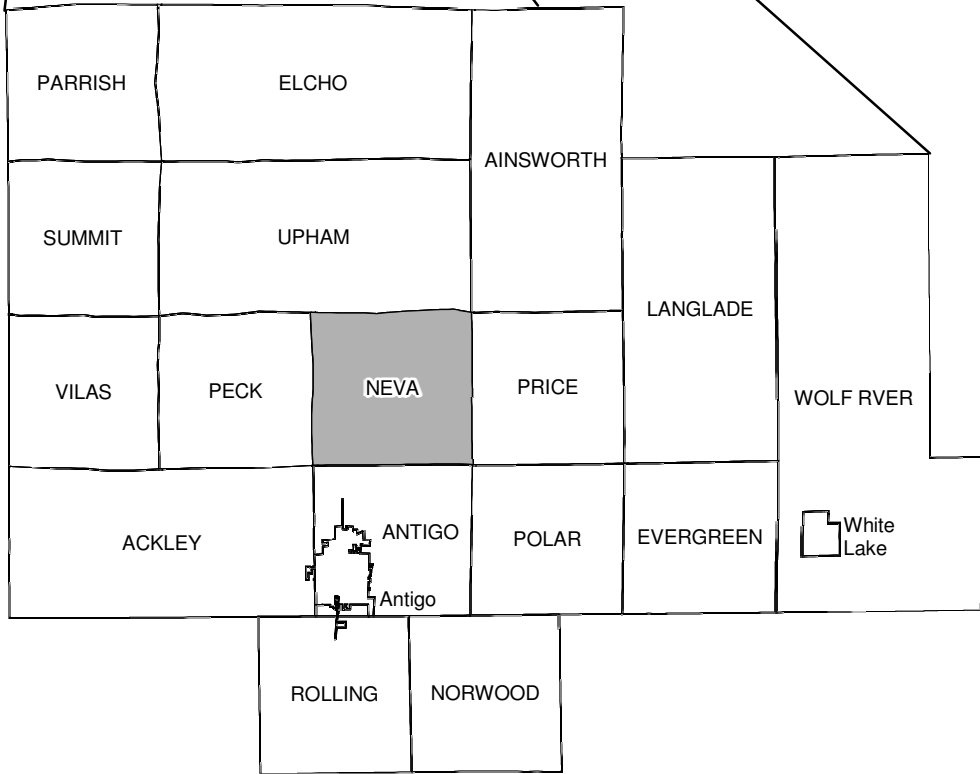 PARRISH
ELCHO
AINSWORTH
SUMMIT
UPHAM
LANGLADE
VILAS
PECK
NEVA
PRICE
WOLF RVER
ACKLEY
ANTIGO
POLAR
EVERGREEN
White
Lake
Antigo
ROLLING
NORWOOD